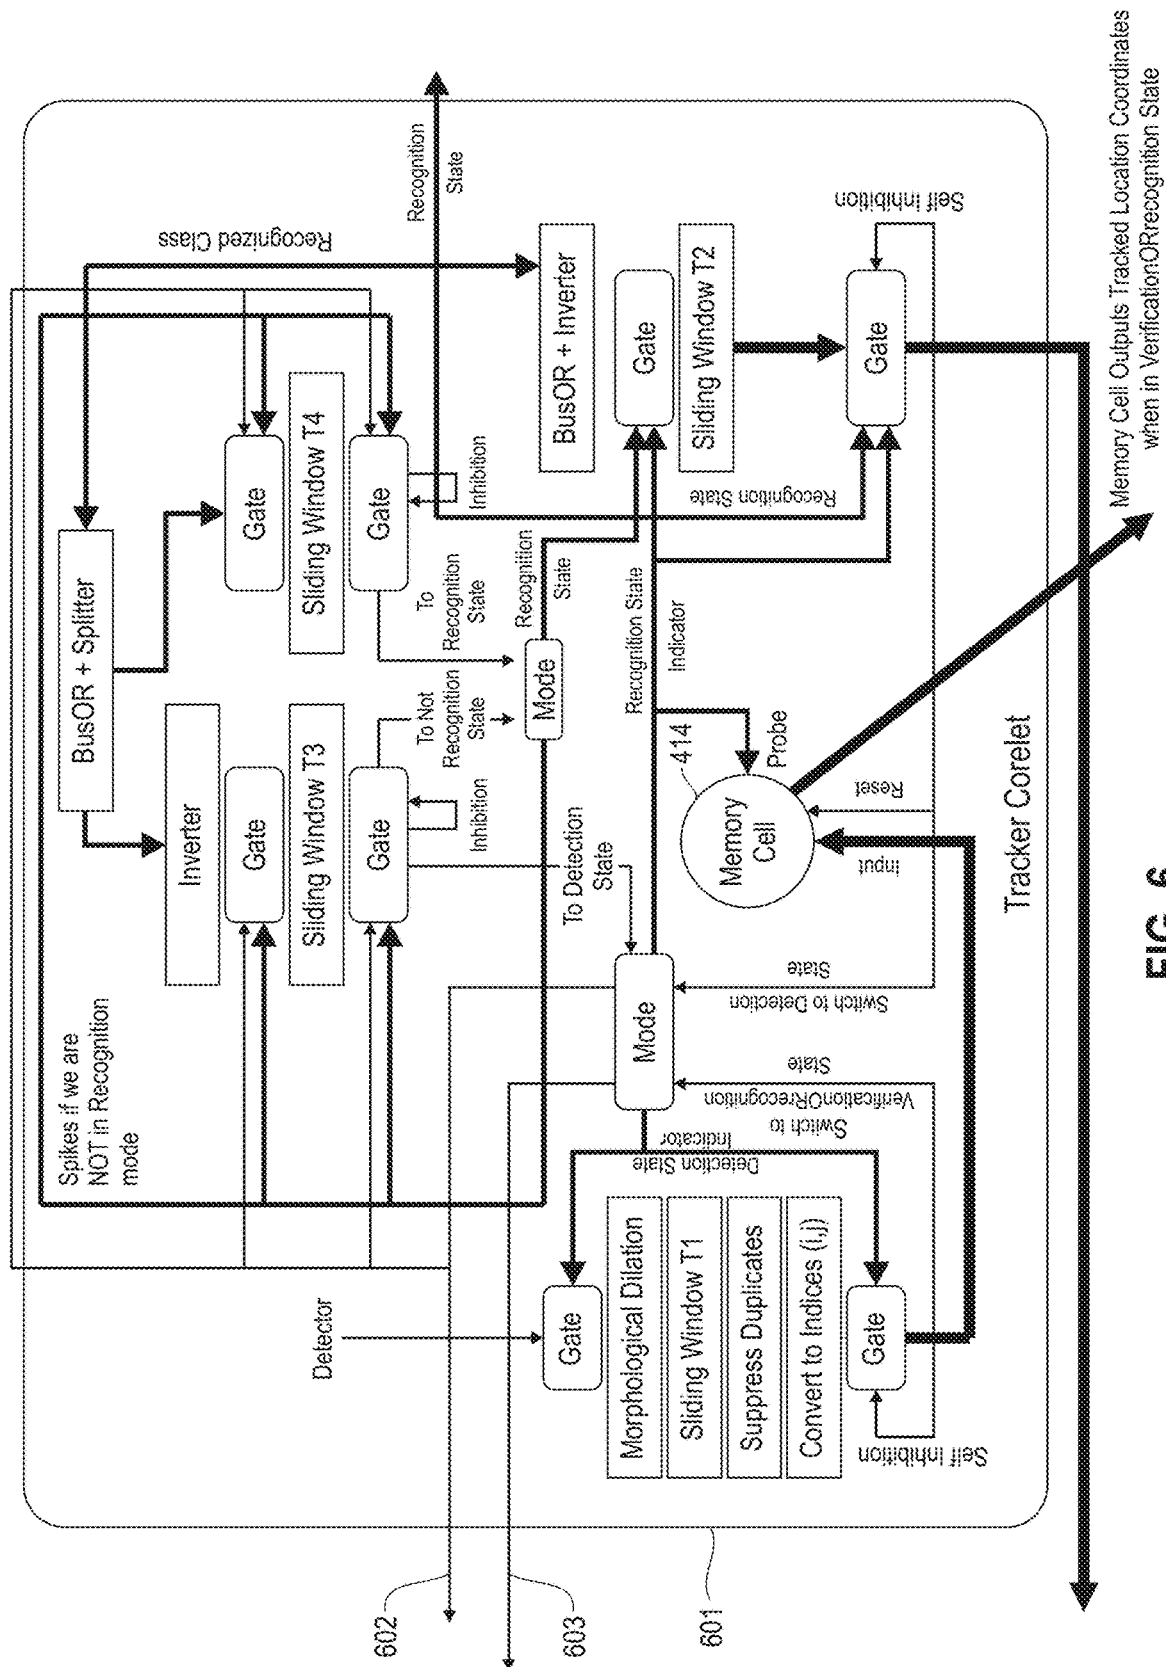 Recognition
State
Recognized Class
BusOR + Splitter
Gate
Sliding Window T4
Gate
Inhibition
To
Recognition
State
Inverter
Gate
Sliding Window T3
Gate
Inhibition
To Not
Recognition
State
To Detection
State
Spikes if we are
NOT in Recognition
mode
BusOR + Inverter
Gate
Sliding Window T2
Gate
Self Inhibition
Recognition State
Recognition
State
Mode
Recognition State
Indicator
Probe
414
Memory
Cell
Reset
Input
Mode
Switch to Detection
State
Switch to
VerificationORrecognition
State
Detection State
Indicator
Detector
Gate
Morphological Dilation
Sliding Window T1
Suppress Duplicates
Convert to Indices (i,j)
Gate
Self Inhibition
Tracker Corelet
Memory Cell Outputs Tracked Location Coordinates
when in VerificationORrecognition State
602
603
601
FIG. 6